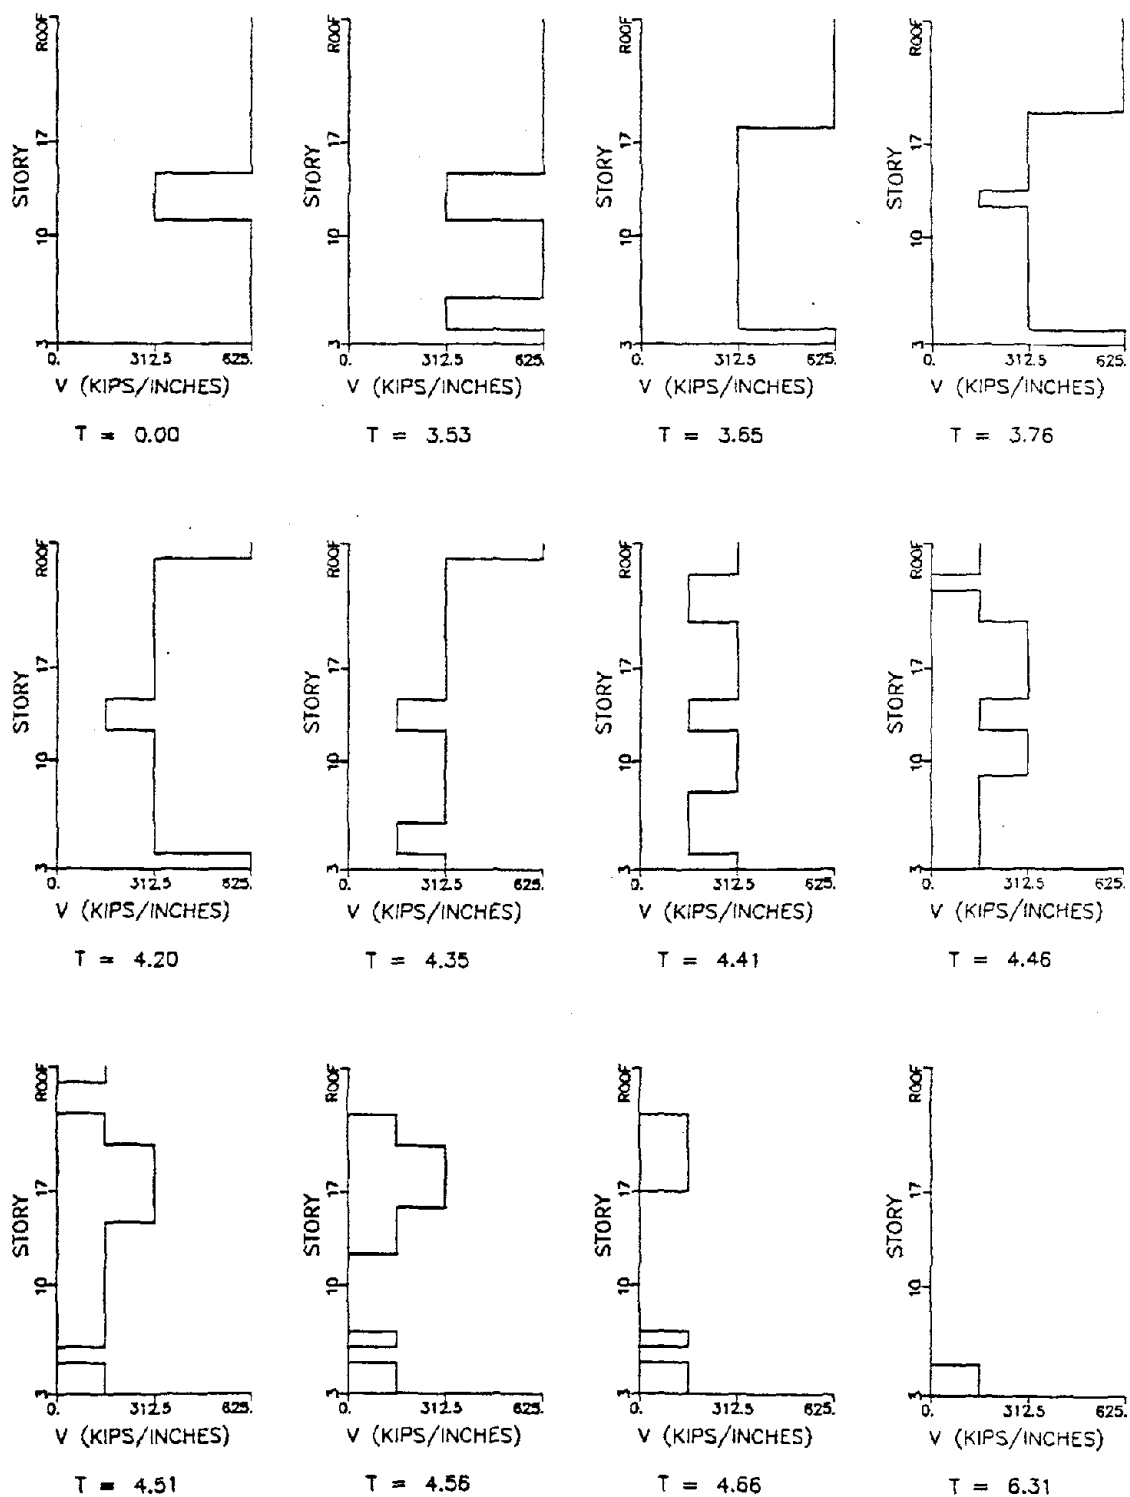 ROOF ROOF ROOF ROOF
STORY STORY STORY STORY
17 17 17 17
10 10 10 10
3 3 3 3
0. 312.5 625. 0. 312.5 625. 0. 312.5 625. 0. 312.5 625.
V (KIPS/INCHES) V (KIPS/INCHES) V (KIPS/INCHES) V (KIPS/INCHES)
T = 0.00 T = 3.53 T = 3.65 T = 3.76
ROOF ROOF ROOF ROOF
STORY STORY STORY STORY
17 17 17 17
10 10 10 10
3 3 3 3
0. 312.5 625. 0. 312.5 625. 0. 312.5 625. 0. 312.5 625.
V (KIPS/INCHES) V (KIPS/INCHES) V (KIPS/INCHES) V (KIPS/INCHES)
T = 4.20 T = 4.35 T = 4.41 T = 4.46
ROOF ROOF ROOF ROOF
STORY STORY STORY STORY
17 17 17 17
10 10 10 10
3 3 3 3
0. 312.5 625. 0. 312.5 625. 0. 312.5 625. 0. 312.5 625.
V (KIPS/INCHES) V (KIPS/INCHES) V (KIPS/INCHES) V (KIPS/INCHES)
T = 4.51 T = 4.56 T = 4.66 T = 6.31